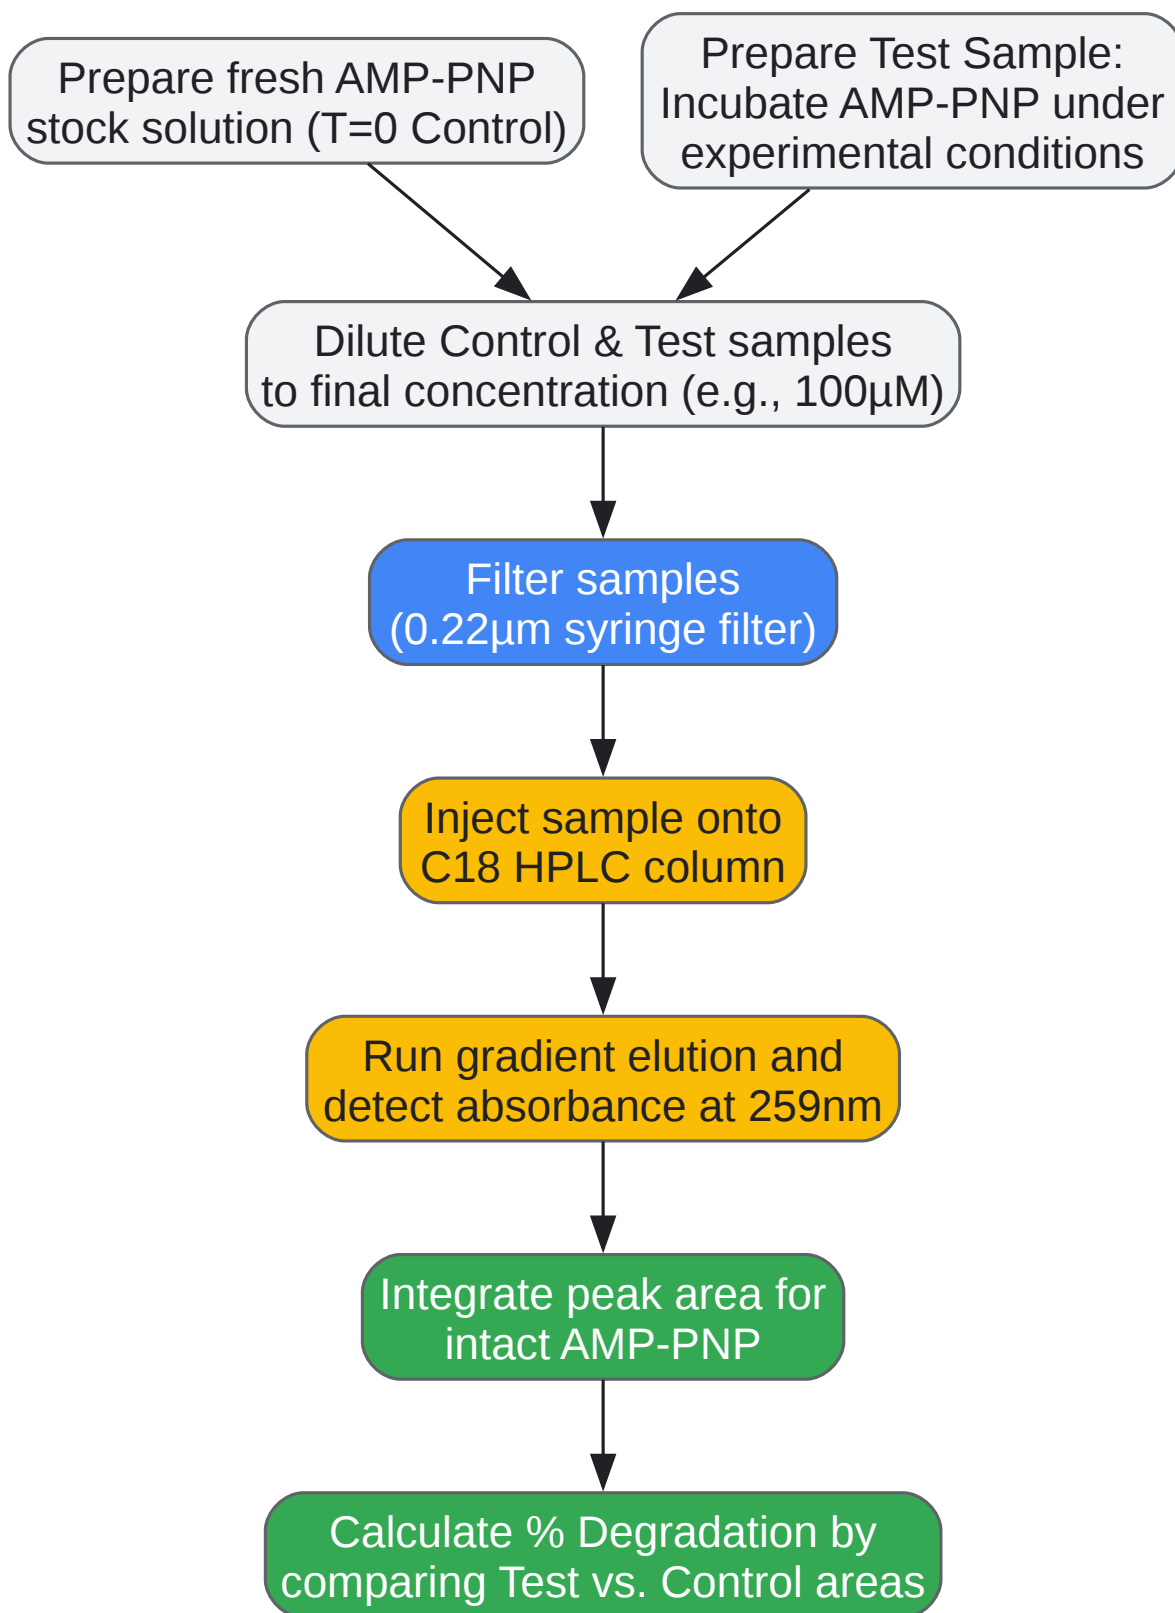 Prepare fresh AMP-PNP
stock solution (T=0 Control)
Prepare Test Sample:
Incubate AMP-PNP under
experimental conditions
Dilute Control & Test samples
to final concentration (e.g., 100µM)
Filter samples
(0.22µm syringe filter)
Inject sample onto
C18 HPLC column
Run gradient elution and
detect absorbance at 259nm
Integrate peak area for
intact AMP-PNP
Calculate % Degradation by
comparing Test vs. Control areas